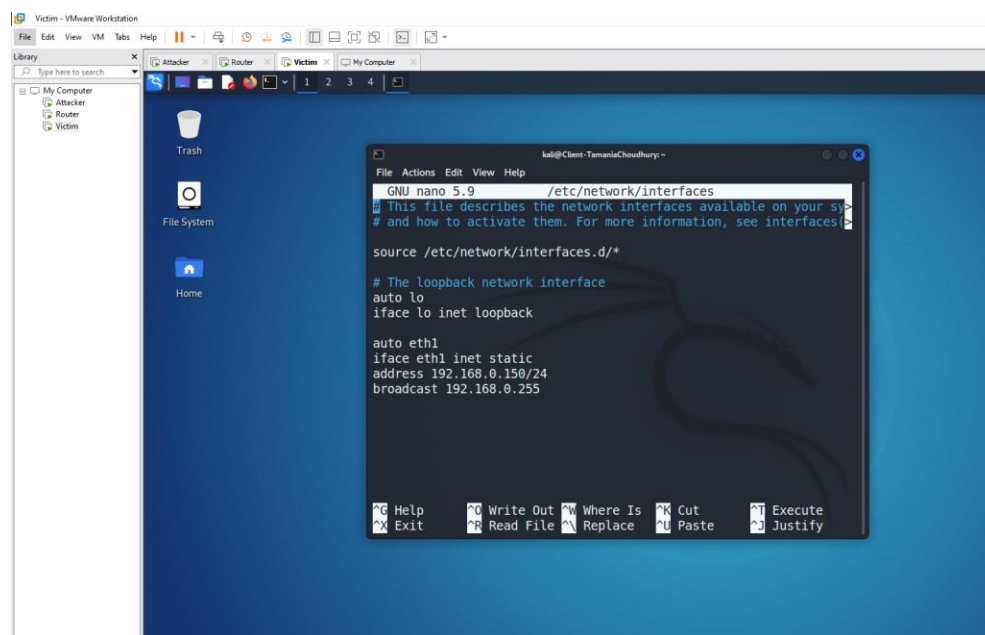 Victim - VMware Workstation
File Edit View VM Tabs Help
Library
Type here to search
My Computer
Attacker
Router
Victim
Attacker Router Victim My Computer
1 2 3 4
Trash
File System
Home
kali@Client-TamaniaChoudhury: ~
File Actions Edit View Help
GNU nano 5.9 /etc/network/interfaces
# This file describes the network interfaces available on your sy>
# and how to activate them. For more information, see interfaces(>
source /etc/network/interfaces.d/*
# The loopback network interface
auto lo
iface lo inet loopback
auto eth1
iface eth1 inet static
address 192.168.0.150/24
broadcast 192.168.0.255
^G Help ^O Write Out ^W Where Is ^K Cut ^T Execute
^X Exit ^R Read File ^\ Replace ^U Paste ^J Justify